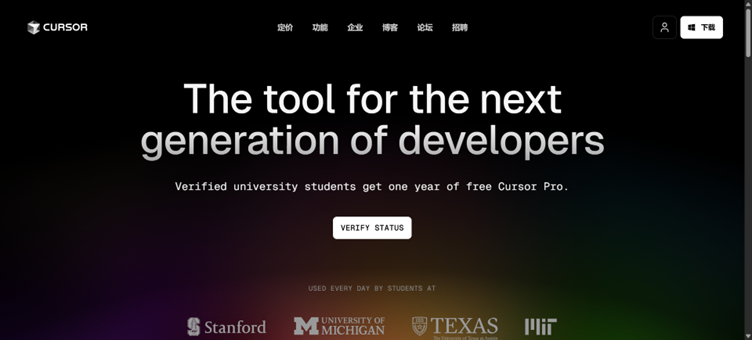 CURSOR
定价 功能 企业 博客 论坛 招聘
下载
The tool for the next
generation of developers
Verified university students get one year of free Cursor Pro.
VERIFY STATUS
USED EVERY DAY BY STUDENTS AT
Stanford
UNIVERSITY OF
MICHIGAN
TEXAS
The University of Texas at Austin
MIT